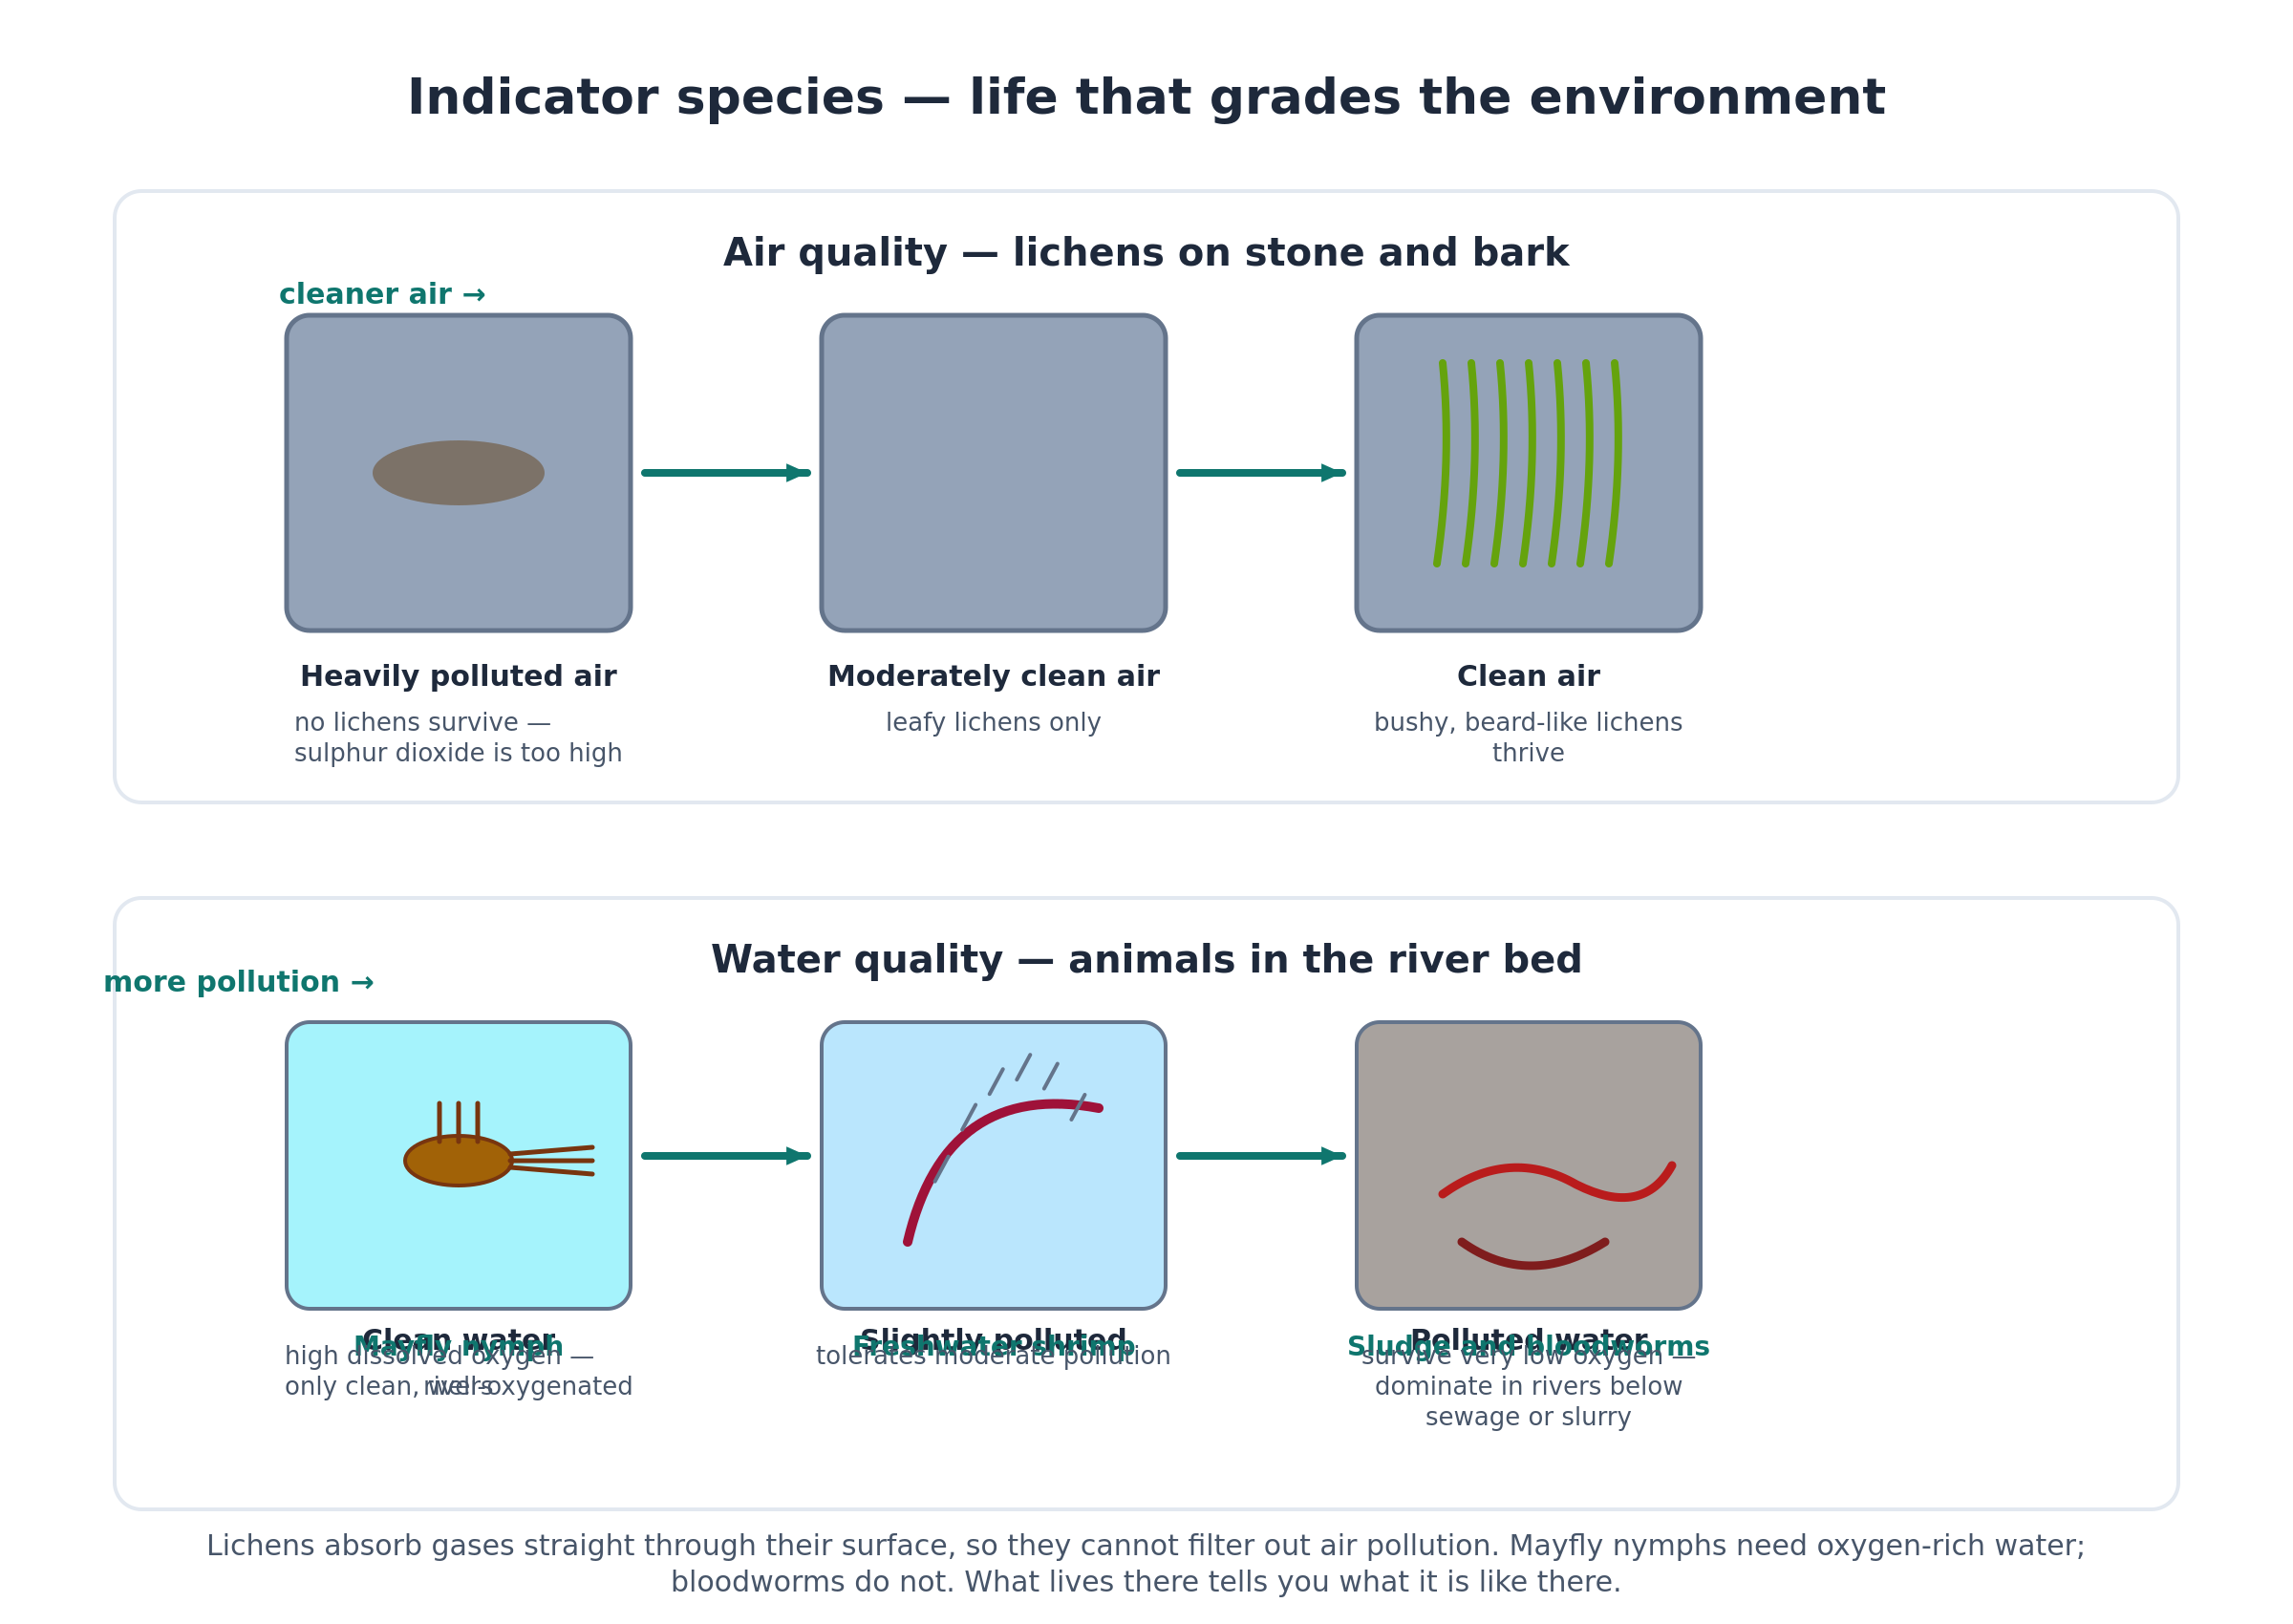 Indicator species — life that grades the environment
Air quality — lichens on stone and bark
cleaner air →
Heavily polluted air
no lichens survive —
sulphur dioxide is too high
Moderately clean air
leafy lichens only
Clean air
bushy, beard-like lichens
thrive
Water quality — animals in the river bed
more pollution →
Clean water
Mayfly nymph
high dissolved oxygen —
only clean, well-oxygenated
rivers
Slightly polluted
Freshwater shrimp
tolerates moderate pollution
Polluted water
Sludge and bloodworms
survive very low oxygen —
dominate in rivers below
sewage or slurry
Lichens absorb gases straight through their surface, so they cannot filter out air pollution. Mayfly nymphs need oxygen-rich water;
bloodworms do not. What lives there tells you what it is like there.